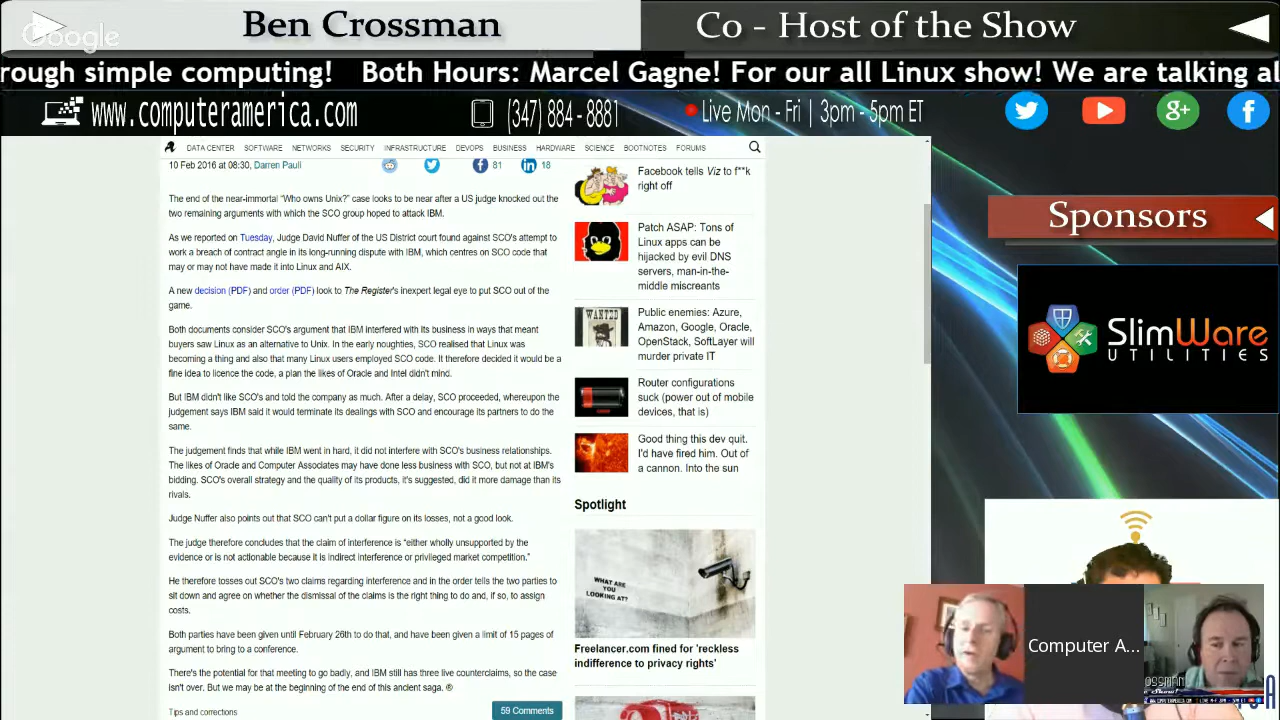 Google
Ben Crossman
Co - Host of the Show
rough simple computing! Both Hours: Marcel Gagne! For our all Linux show! We are talking al
www.computeramerica.com
(347) 884 - 8881
Live Mon - Fri | 3pm - 5pm ET
g+
DATA CENTER SOFTWARE NETWORKS SECURITY INFRASTRUCTURE DEVOPS BUSINESS HARDWARE SCIENCE BOOTNOTES FORUMS
10 Feb 2016 at 08:30, Darren Pauli
81
18
The end of the near-immortal “Who owns Unix?” case looks to be near after a US judge knocked out the
two remaining arguments with which the SCO group hoped to attack IBM.
As we reported on Tuesday, Judge David Nuffer of the US District court found against SCO's attempt to
work a breach of contract angle in its long-running dispute with IBM, which centres on SCO code that
may or may not have made it into Linux and AIX.
A new decision (PDF) and order (PDF) look to The Register's inexpert legal eye to put SCO out of the
game.
Both documents consider SCO's argument that IBM interfered with its business in ways that meant
buyers saw Linux as an alternative to Unix. In the early noughties, SCO realised that Linux was
becoming a thing and also that many Linux users employed SCO code. It therefore decided it would be a
fine idea to licence the code, a plan the likes of Oracle and Intel didn't mind.
But IBM didn't like SCO's and told the company as much. After a delay, SCO proceeded, whereupon the
judgement says IBM said it would terminate its dealings with SCO and encourage its partners to do the
same.
The judgement finds that while IBM went in hard, it did not interfere with SCO's business relationships.
The likes of Oracle and Computer Associates may have done less business with SCO, but not at IBM's
bidding. SCO's overall strategy and the quality of its products, it's suggested, did it more damage than its
rivals.
Judge Nuffer also points out that SCO can't put a dollar figure on its losses, not a good look.
The judge therefore concludes that the claim of interference is “either wholly unsupported by the
evidence or is not actionable because it is indirect interference or privileged market competition.”
He therefore tosses out SCO's two claims regarding interference and in the order tells the two parties to
sit down and agree on whether the dismissal of the claims is the right thing to do and, if so, to assign
costs.
Both parties have been given until February 26th to do that, and have been given a limit of 15 pages of
argument to bring to a conference.
There's the potential for that meeting to go badly, and IBM still has three live counterclaims, so the case
isn't over. But we may be at the beginning of the end of this ancient saga. ®
Tips and corrections
59 Comments
Facebook tells Viz to f**k
right off
Patch ASAP: Tons of
Linux apps can be
hijacked by evil DNS
servers, man-in-the-
middle miscreants
WANTED
Public enemies: Azure,
Amazon, Google, Oracle,
OpenStack, SoftLayer will
murder private IT
Router configurations
suck (power out of mobile
devices, that is)
Good thing this dev quit.
I'd have fired him. Out of
a cannon. Into the sun
Spotlight
WHAT ARE
YOU
LOOKING AT?
Freelancer.com fined for 'reckless
indifference to privacy rights'
Sponsors
SlimWare
UTILITIES
Computer A...